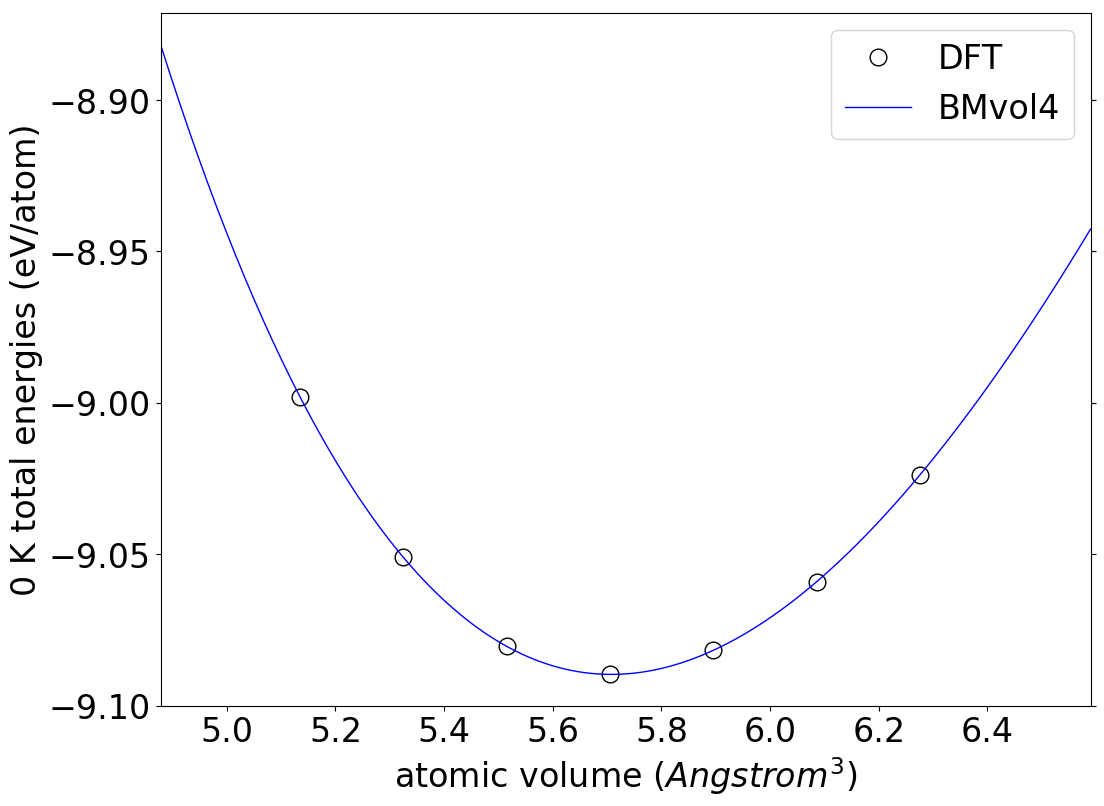 DFT
BMvol4
0 K total energies (eV/atom)
−8.90
−8.95
−9.00
−9.05
−9.10
5.0 5.2 5.4 5.6 5.8 6.0 6.2 6.4
atomic volume (Angstrom³)